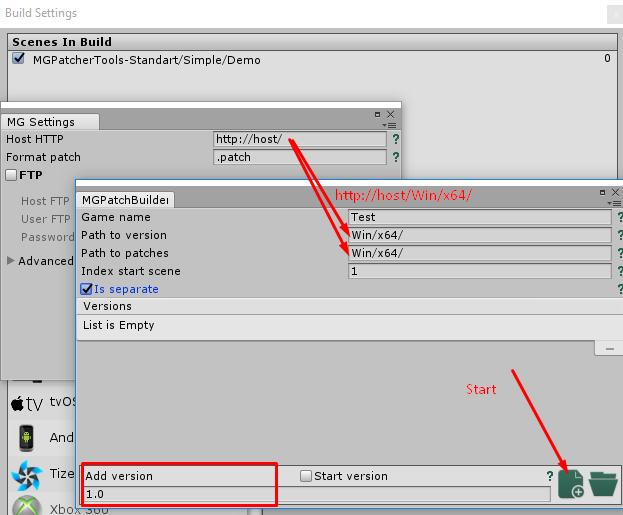 Build Settings
Scenes In Build
MGPatcherTools-Standart/Simple/Demo 0
MG Settings
Host HTTP http://host/ ?
Format patch .patch ?
FTP
Host FTP
User FTP
Password
Advanced
http://host/Win/x64/
MGPatchBuilder
Game name Test ?
Path to version Win/x64/ ?
Path to patches Win/x64/ ?
Index start scene 1 ?
Is separate ?
Versions
List is Empty
Start
Add version Start version ?
1.0
tvOS
And
Tize
Xbox 360